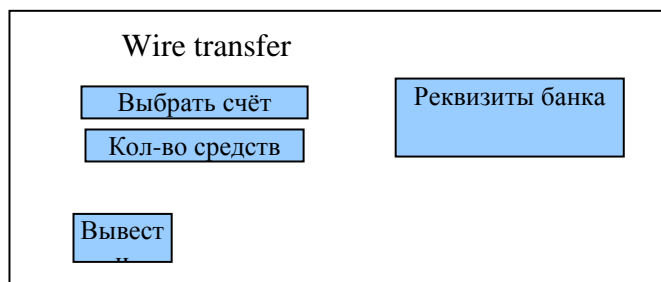 Wire transfer
Выбрать счёт
Реквизиты банка
Кол-во средств
Вывест
и